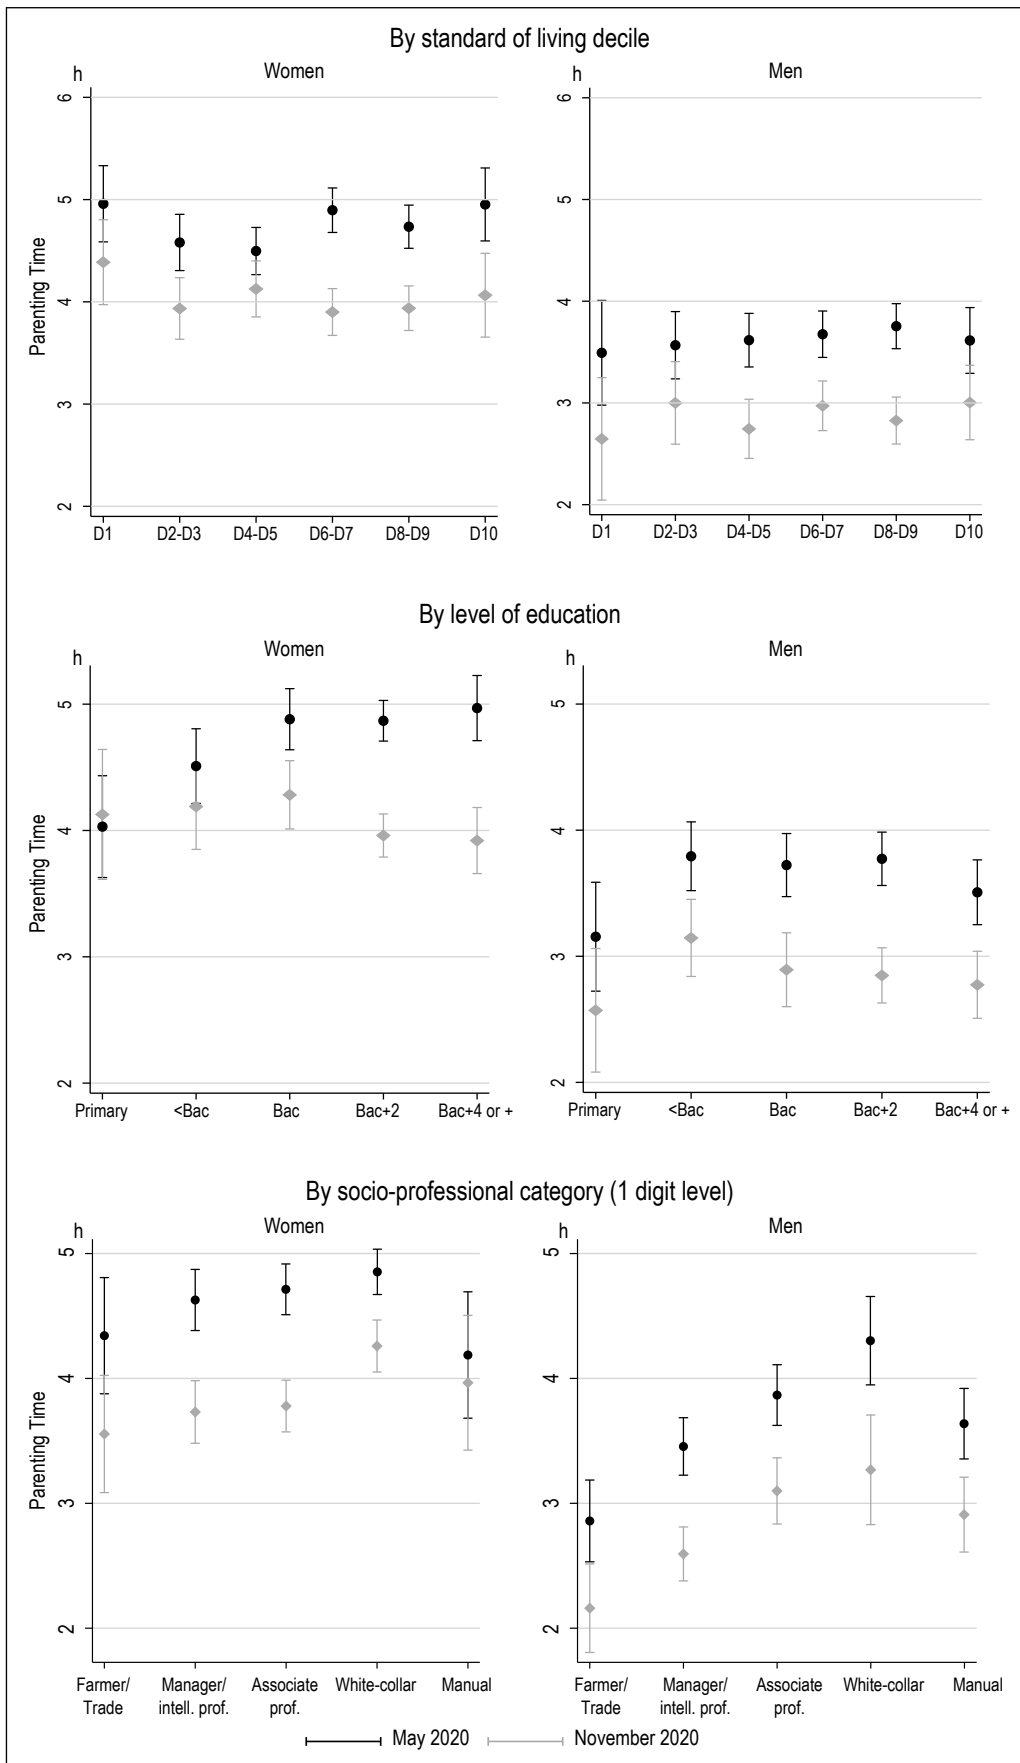 By standard of living decile
Women
Men
h
h
Parenting Time
6
5
4
3
2
6
5
4
3
2
D1 D2-D3 D4-D5 D6-D7 D8-D9 D10
D1 D2-D3 D4-D5 D6-D7 D8-D9 D10
By level of education
Women
Men
h
h
Parenting Time
5
4
3
2
5
4
3
2
Primary <Bac Bac Bac+2 Bac+4 or +
Primary <Bac Bac Bac+2 Bac+4 or +
By socio-professional category (1 digit level)
Women
Men
h
h
Parenting Time
5
4
3
2
5
4
3
2
Farmer/ Manager/ Associate White-collar Manual
Trade intell. prof. prof.
Farmer/ Manager/ Associate White-collar Manual
Trade intell. prof. prof.
May 2020 November 2020